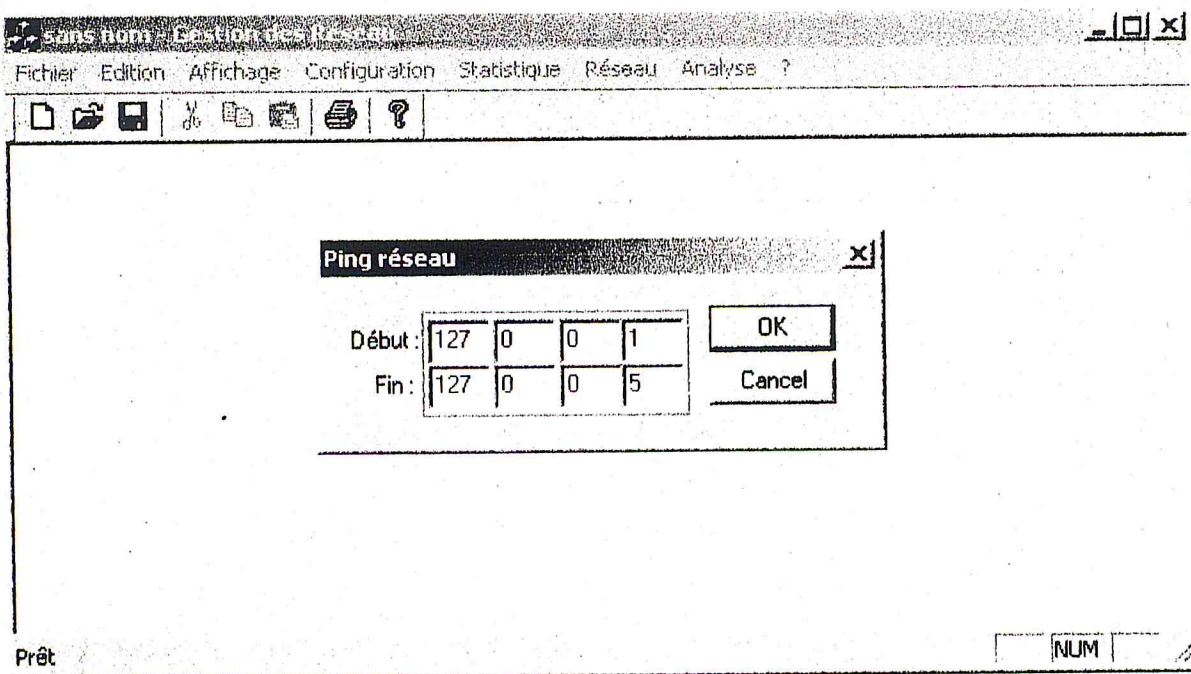 sans nom - Gestion des Réseau
Fichier Edition Affichage Configuration Statistique Réseau Analyse ?
Ping réseau
Début : 127 0 0 1
OK
Fin : 127 0 0 5
Cancel
Prêt
NUM